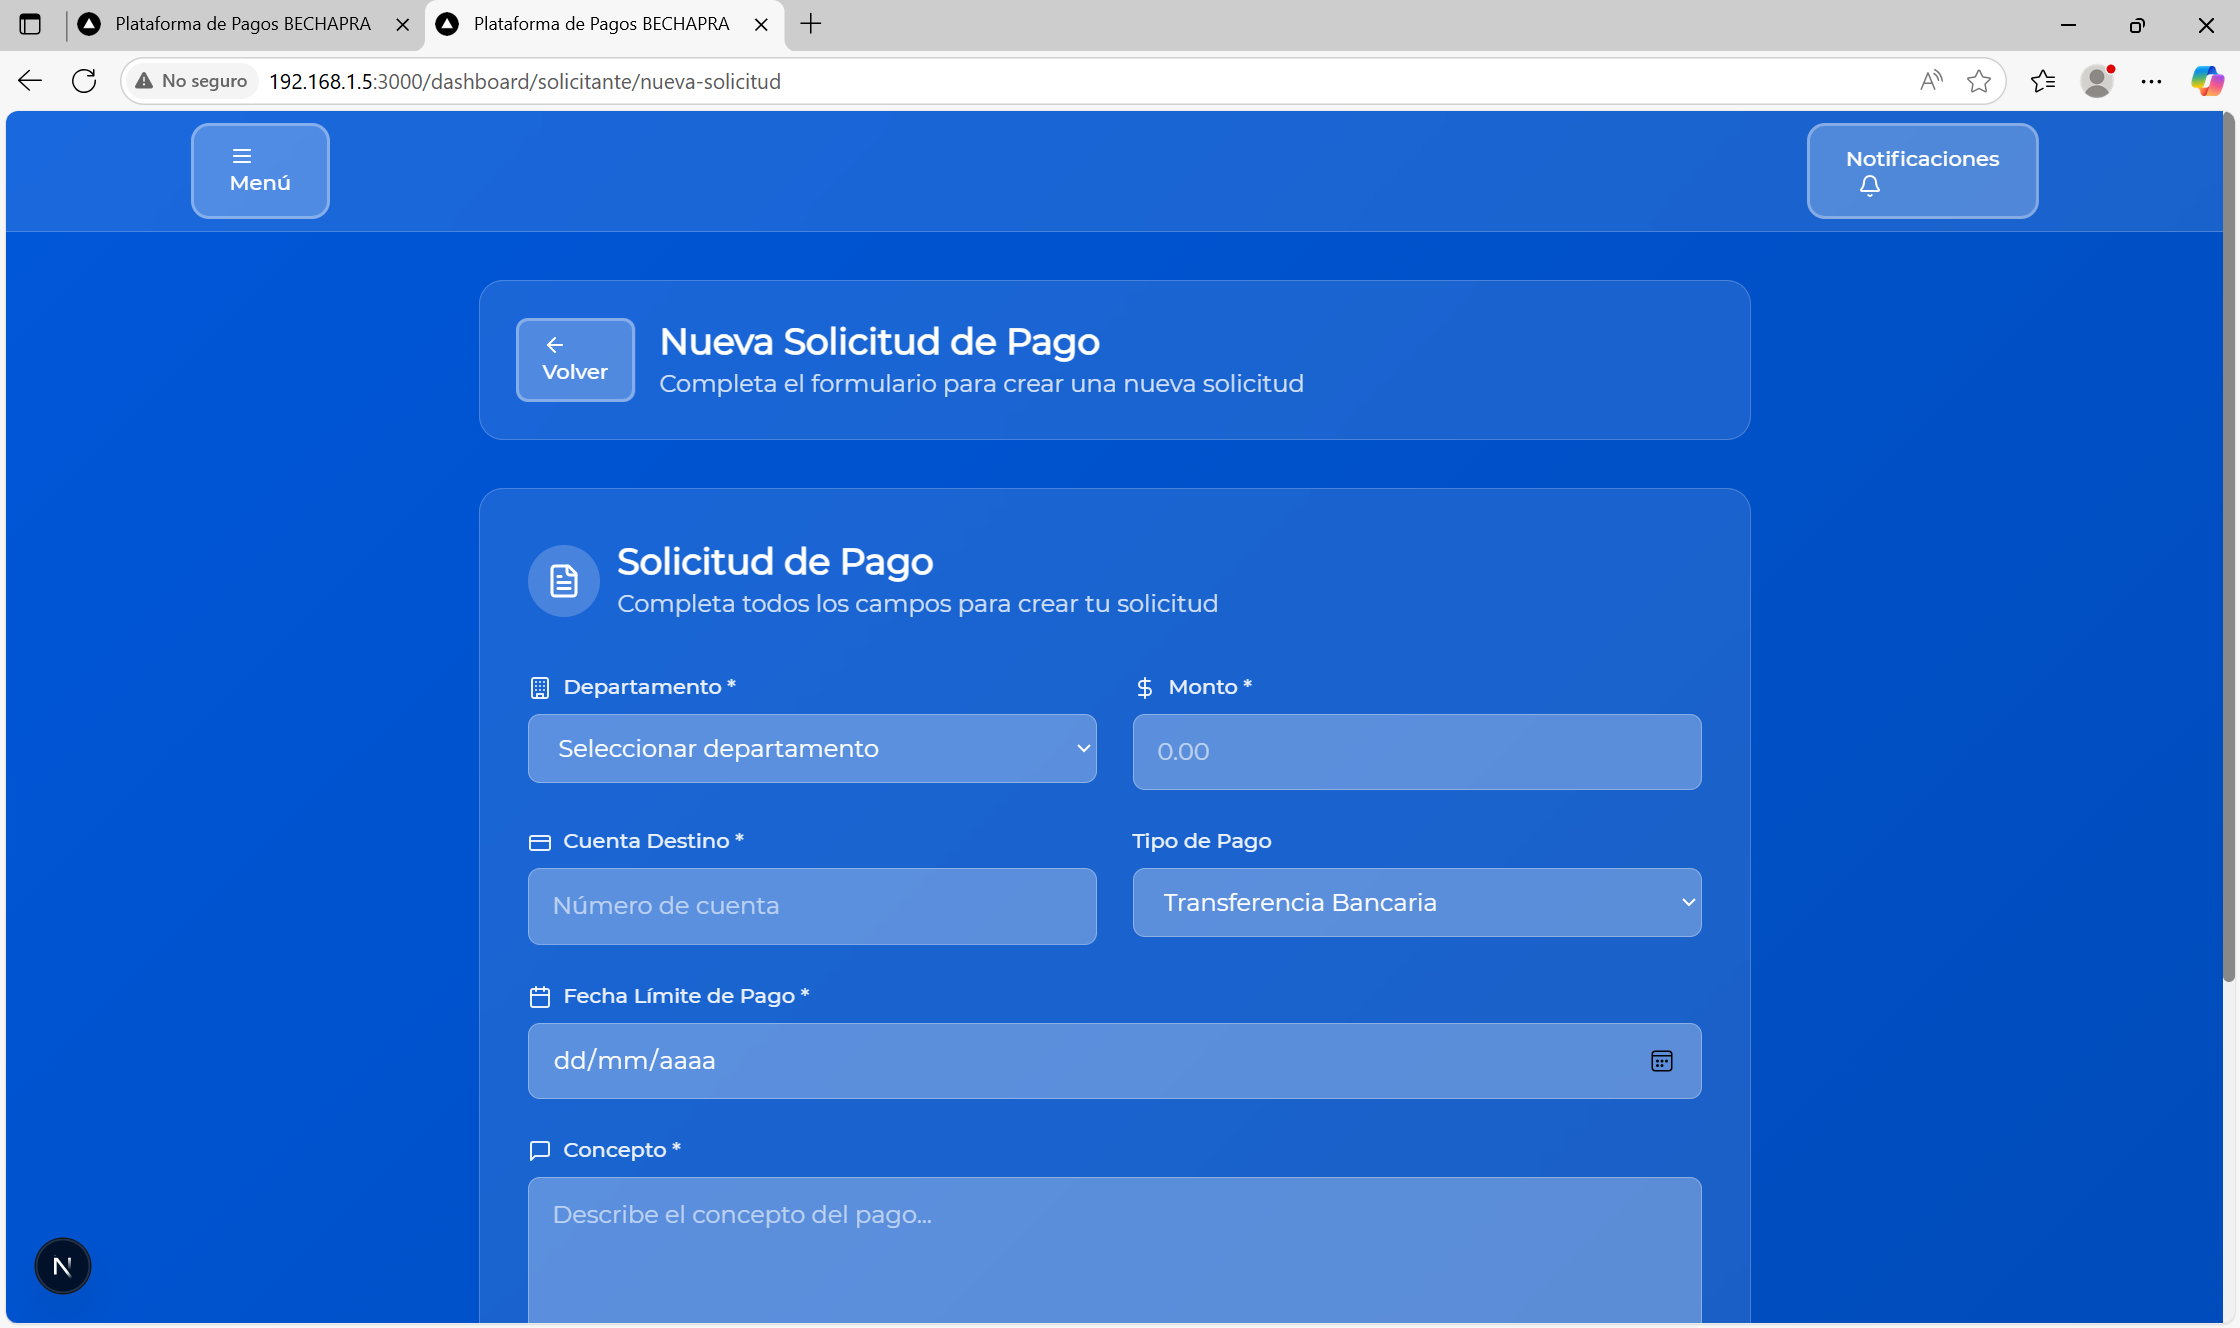 Plataforma de Pagos BECHAPRA
Plataforma de Pagos BECHAPRA
No seguro
192.168.1.5:3000/dashboard/solicitante/nueva-solicitud
Menú
Notificaciones
Volver
Nueva Solicitud de Pago
Completa el formulario para crear una nueva solicitud
Solicitud de Pago
Completa todos los campos para crear tu solicitud
Departamento *
Monto *
Seleccionar departamento
0.00
Cuenta Destino *
Tipo de Pago
Número de cuenta
Transferencia Bancaria
Fecha Límite de Pago *
dd/mm/aaaa
Concepto *
Describe el concepto del pago...
N